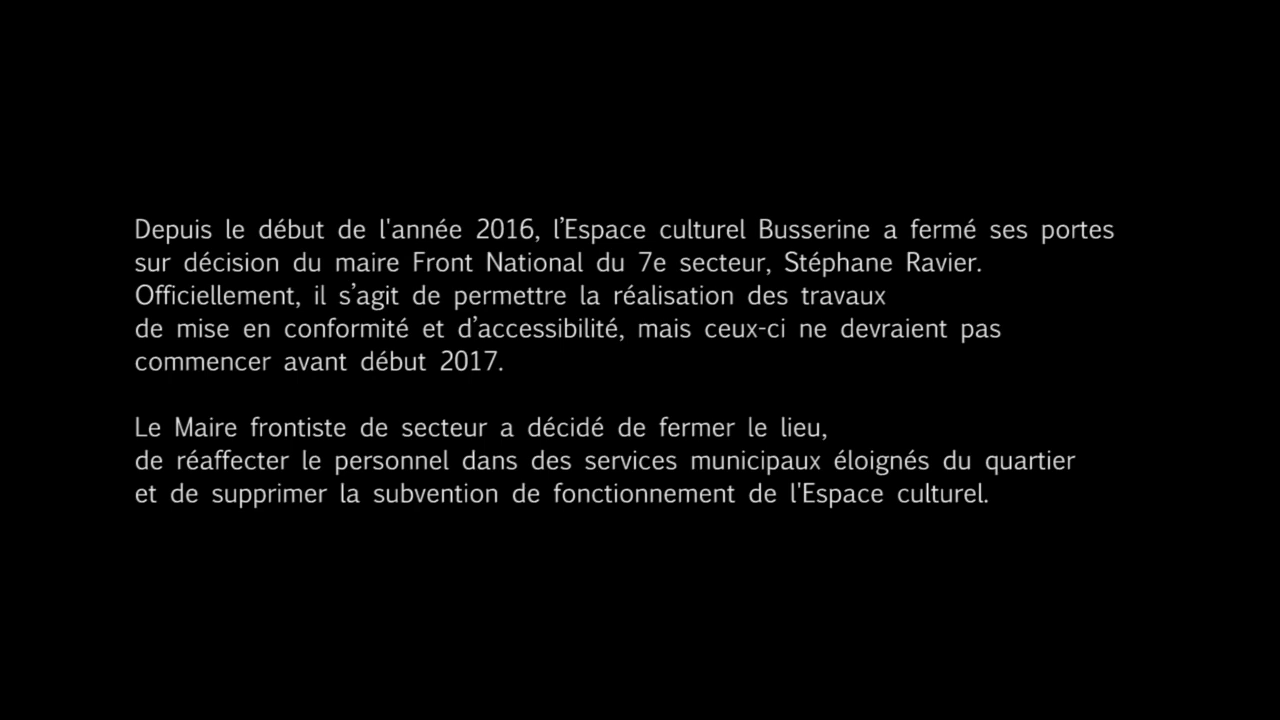 Depuis le début de l'année 2016, l’Espace culturel Busserine a fermé ses portes
sur décision du maire Front National du 7e secteur, Stéphane Ravier.
Officiellement, il s’agit de permettre la réalisation des travaux
de mise en conformité et d’accessibilité, mais ceux-ci ne devraient pas
commencer avant début 2017.
Le Maire frontiste de secteur a décidé de fermer le lieu,
de réaffecter le personnel dans des services municipaux éloignés du quartier
et de supprimer la subvention de fonctionnement de l'Espace culturel.